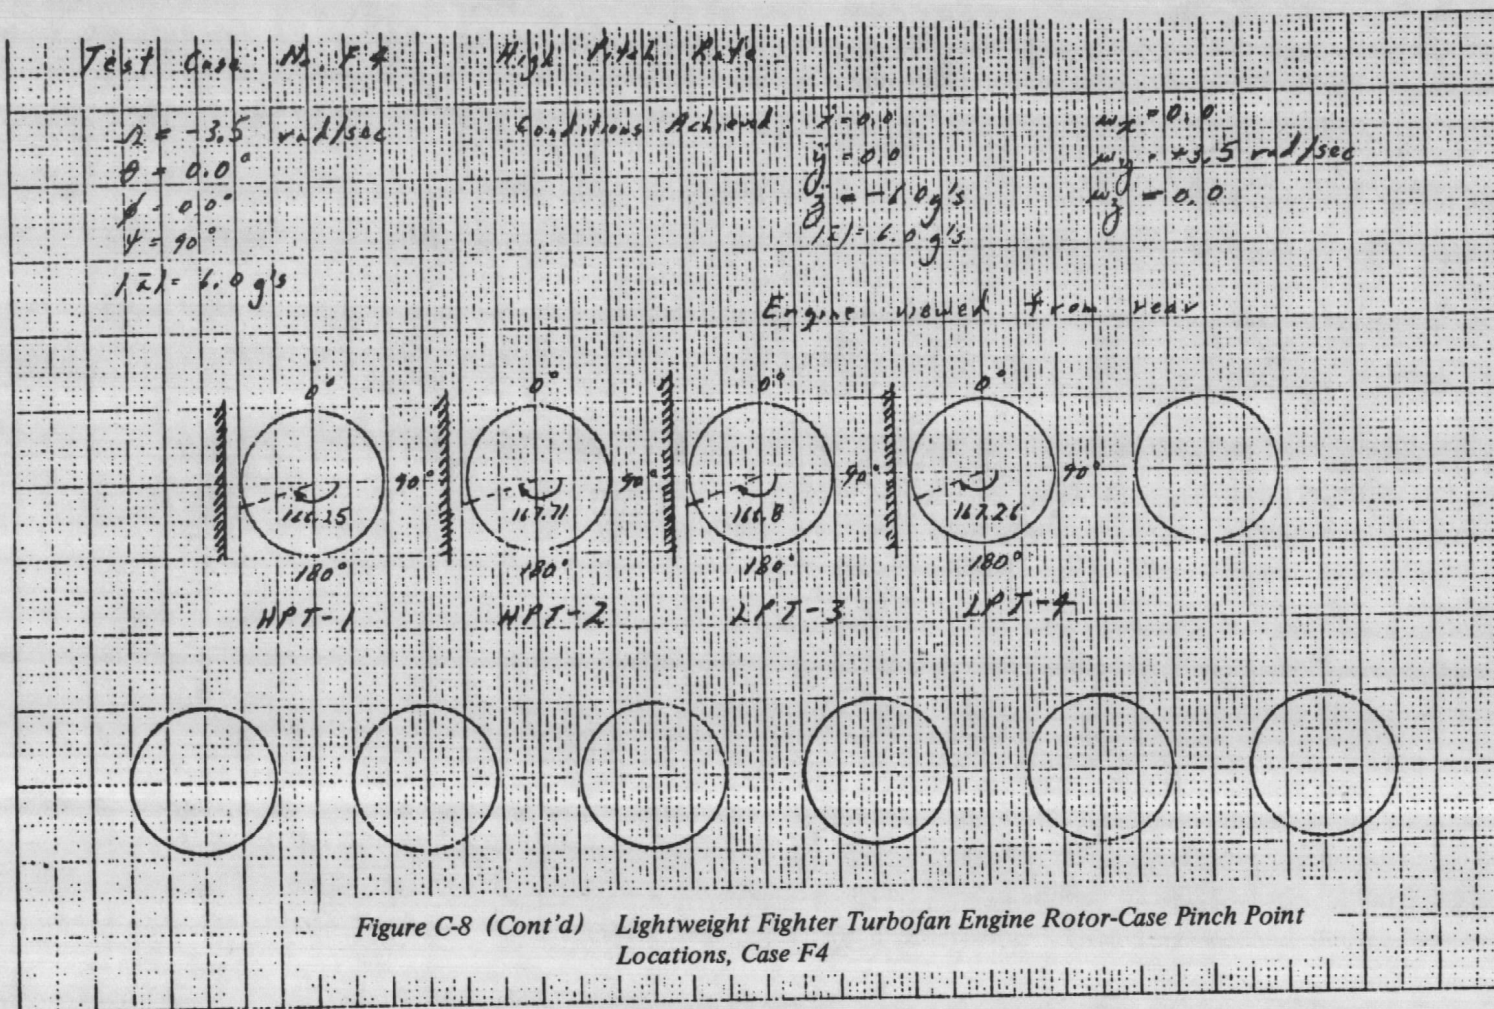 Test Case No. F4 High Pitch Rate
Ω = -3.5 rad/sec Conditions Achieved: ẍ = 0.0 ωx = 0.0
θ = 0.0° ÿ = 0.0 ωy = +3.5 rad/sec
φ = 0.0° z̈ = -6.0 g's ωz = 0.0
ψ = 90° = 6.0 g's
= 6.0 g's
Engine viewed from rear
0° 0° 0° 0°
90° 90° 90° 90°
166.25 167.71 166.8 167.26
180° 180° 180° 180°
HPT-1 HPT-2 LPT-3 LPT-4
Figure C-8 (Cont'd) Lightweight Fighter Turbofan Engine Rotor-Case Pinch Point
Locations, Case F4